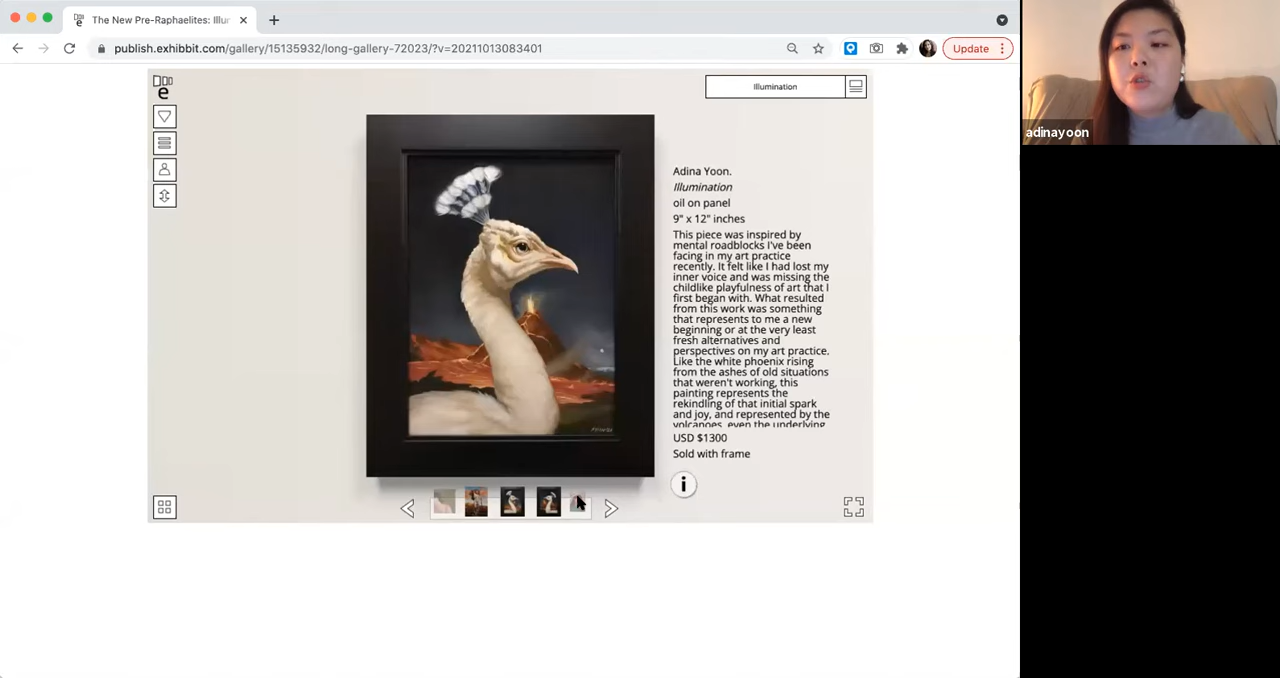 The New Pre-Raphaelites: Illu
publish.exhibbit.com/gallery/15135932/long-gallery-72023/?v=20211013083401
Update
adinayoon
e
Illumination
Adina Yoon.
Illumination
oil on panel
9" x 12" inches
This piece was inspired by
mental roadblocks I've been
facing in my art practice
recently. It felt like I had lost my
inner voice and was missing the
childlike playfulness of art that I
first began with. What resulted
from this work was something
that represents to me a new
beginning or at the very least
fresh alternatives and
perspectives on my art practice.
Like the white phoenix rising
from the ashes of old situations
that weren't working, this
painting represents the
rekindling of that initial spark
and joy, and represented by the
volcanoes, even the underlying
USD $1300
Sold with frame
i